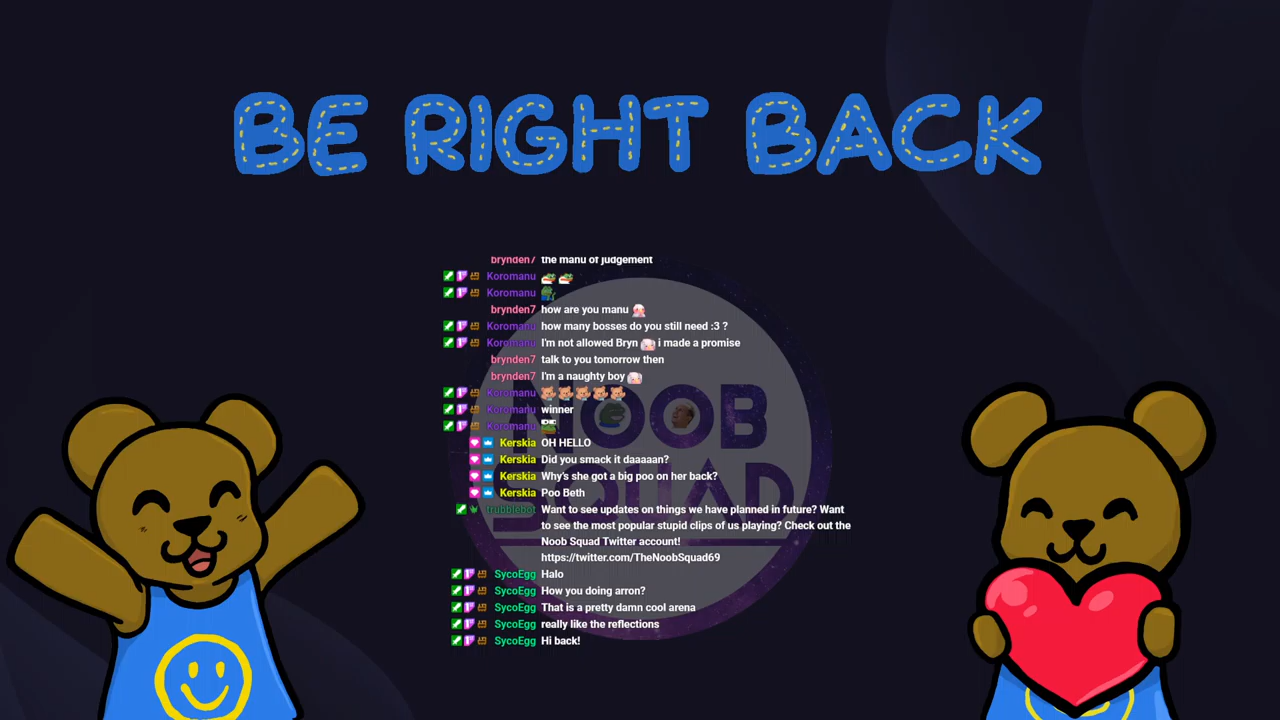 BE RIGHT BACK
brynden7 the manu of judgement
Koromanu
Koromanu
brynden7 how are you manu
Koromanu how many bosses do you still need :3 ?
Koromanu I'm not allowed Bryn i made a promise
brynden7 talk to you tomorrow then
brynden7 I'm a naughty boy
Koromanu
Koromanu winner
Koromanu
Kerskia OH HELLO
Kerskia Did you smack it daaaaan?
Kerskia Why's she got a big poo on her back?
Kerskia Poo Beth
trubblebot Want to see updates on things we have planned in future? Want
to see the most popular stupid clips of us playing? Check out the
Noob Squad Twitter account!
https://twitter.com/TheNoobSquad69
SycoEgg Halo
SycoEgg How you doing arron?
SycoEgg That is a pretty damn cool arena
SycoEgg really like the reflections
SycoEgg Hi back!
NOOB
SQUAD